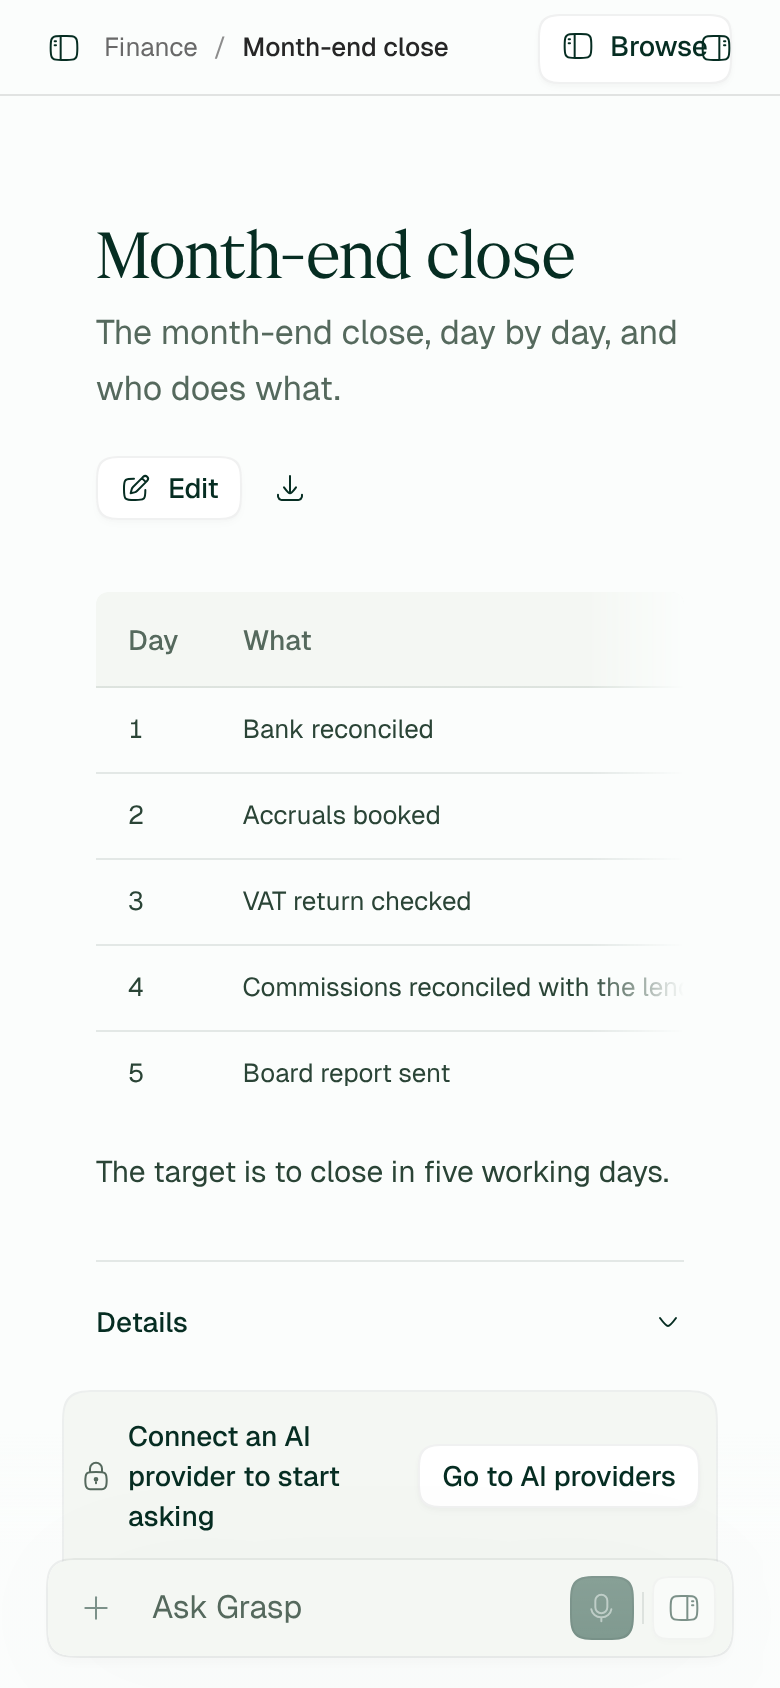 Finance / Month-end close
Browse
Month-end close
The month-end close, day by day, and
who does what.
Edit
Day What
1 Bank reconciled
2 Accruals booked
3 VAT return checked
4 Commissions reconciled with the
5 Board report sent
The target is to close in five working days.
Details
Connect an AI
provider to start
asking
Go to AI providers
Ask Grasp